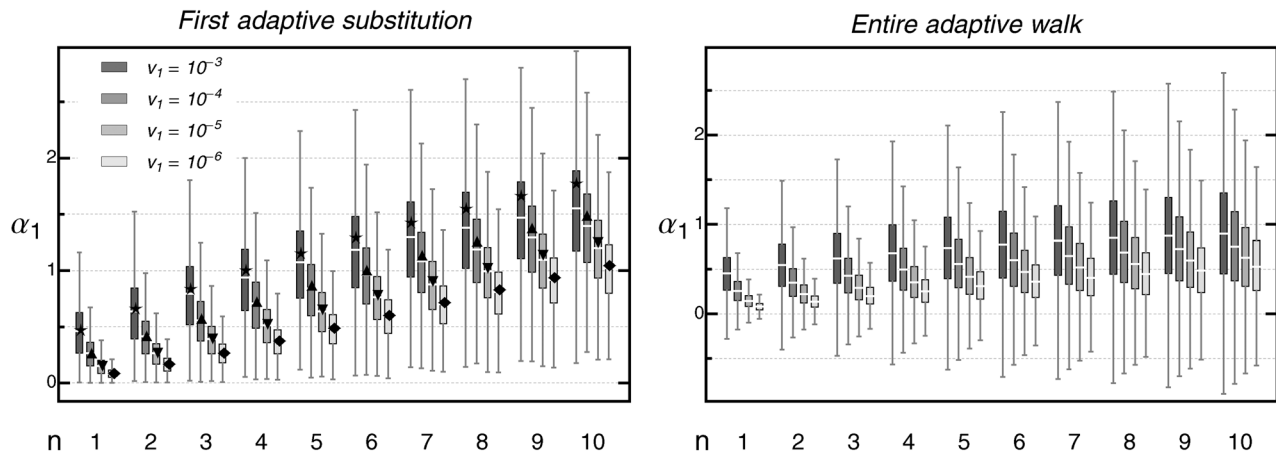 First adaptive substitution
v₁ = 10⁻³
v₁ = 10⁻⁴
v₁ = 10⁻⁵
v₁ = 10⁻⁶
2
1
0
α₁
n 1 2 3 4 5 6 7 8 9 10
Entire adaptive walk
2
1
0
α₁
n 1 2 3 4 5 6 7 8 9 10